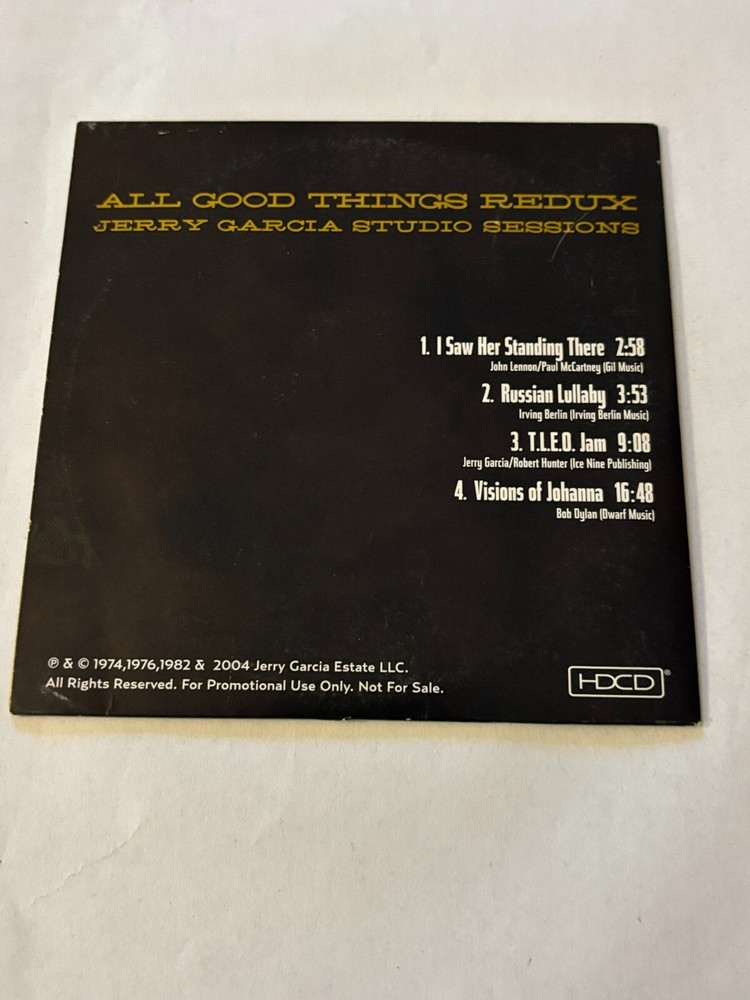 ALL GOOD THINGS REDUX
JERRY GARCIA STUDIO SESSIONS
1. I Saw Her Standing There 2:58
John Lennon/Paul McCartney (Gil Music)
2. Russian Lullaby 3:53
Irving Berlin (Irving Berlin Music)
3. T.L.E.O. Jam 9:08
Jerry Garcia/Robert Hunter (Ice Nine Publishing)
4. Visions of Johanna 16:48
Bob Dylan (Dwarf Music)
℗ & © 1974,1976,1982 & 2004 Jerry Garcia Estate LLC.
All Rights Reserved. For Promotional Use Only. Not For Sale.
HDCD®